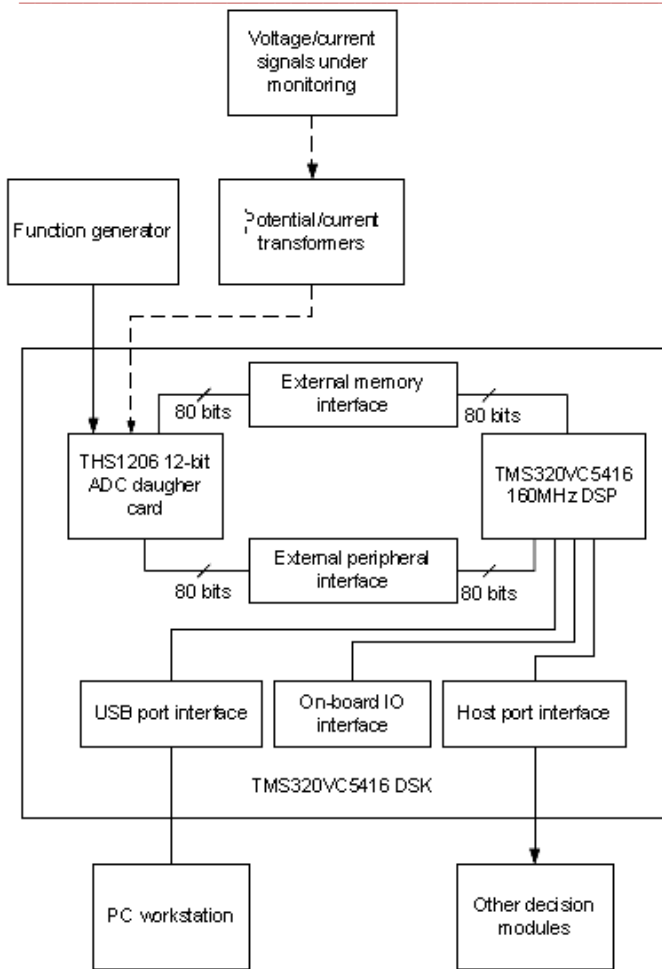 Voltage/current
signals under
monitoring
Function generator
Potential/current
transformers
External memory
interface
80 bits
80 bits
THS1206 12-bit
ADC daugher
card
TMS320VC5416
160MHz DSP
External peripheral
interface
80 bits
80 bits
USB port interface
On-board IO
interface
Host port interface
TMS320VC5416 DSK
PC workstation
Other decision
modules